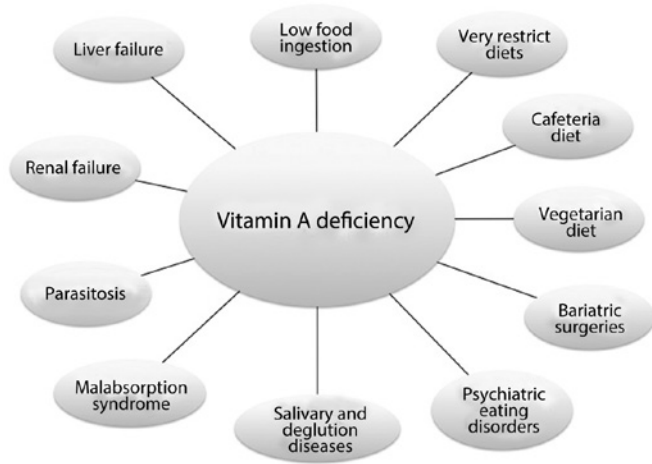 Low food
ingestion
Very restrict
diets
Cafeteria
diet
Vegetarian
diet
Bariatric
surgeries
Psychiatric
eating
disorders
Salivary and
deglution
diseases
Malabsorption
syndrome
Parasitosis
Renal failure
Liver failure
Vitamin A deficiency